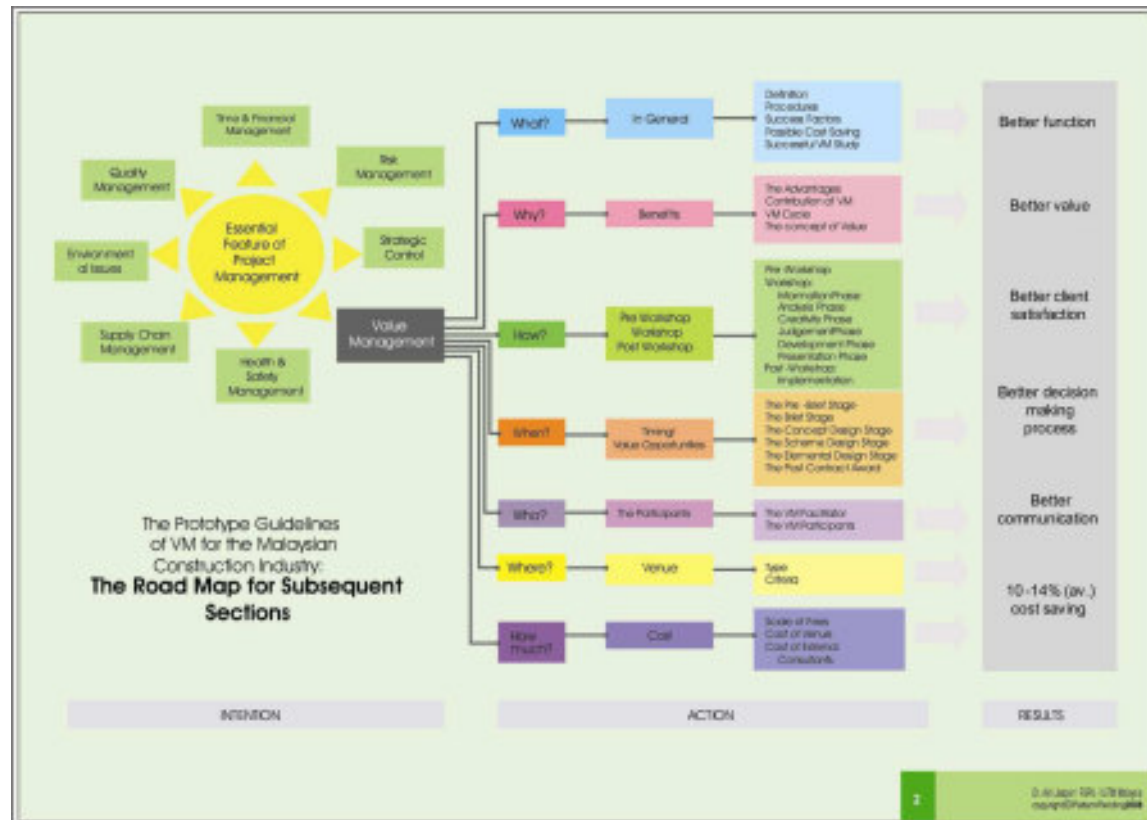 Time & Financial
Management
Quality
Management
Risk
Management
Essential
Feature of
Project
Management
Strategic
Control
Environment
al Issues
Supply Chain
Management
Health &
Safety
Management
Value
Management
The Prototype Guidelines
of VM for the Malaysian
Construction Industry:
The Road Map for Subsequent
Sections
What?
In General
Definition
Procedures
Success Factors
Possible Cost Saving
Successful VM Study
Why?
Benefits
The Advantages
Contribution of VM
VM Cycle
The concept of Value
How?
Pre Workshop
Workshop
Post Workshop
Pre-Workshop
Workshop:
Information Phase
Analysis Phase
Creativity Phase
Judgement Phase
Development Phase
Presentation Phase
Post-Workshop:
Implementation
When?
Timing/
Value Opportunities
The Pre-Brief Stage
The Brief Stage
The Concept Design Stage
The Scheme Design Stage
The Elemental Design Stage
The Post Contract Award
Who?
The Participants
The VM Facilitator
The VM Participants
Where?
Venue
Type
Criteria
How
much?
Cost
Scale of Fees
Cost of Venue
Cost of External
Consultants
Better function
Better value
Better client
satisfaction
Better decision
making
process
Better
communication
10-14% (av.)
cost saving
INTENTION
ACTION
RESULTS
2